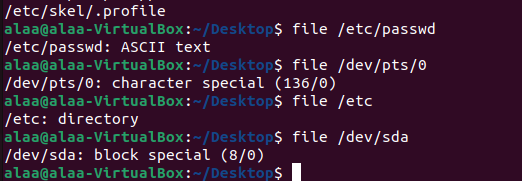 /etc/skel/.profile
alaa@alaa-VirtualBox:~/Desktop$ file /etc/passwd
/etc/passwd: ASCII text
alaa@alaa-VirtualBox:~/Desktop$ file /dev/pts/0
/dev/pts/0: character special (136/0)
alaa@alaa-VirtualBox:~/Desktop$ file /etc
/etc: directory
alaa@alaa-VirtualBox:~/Desktop$ file /dev/sda
/dev/sda: block special (8/0)
alaa@alaa-VirtualBox:~/Desktop$